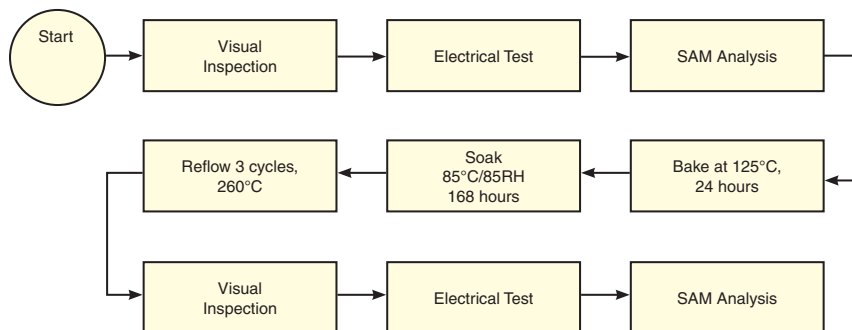 Start
Visual
Inspection
Electrical Test
SAM Analysis
Bake at 125°C,
24 hours
Soak
85°C/85RH
168 hours
Reflow 3 cycles,
260°C
Visual
Inspection
Electrical Test
SAM Analysis